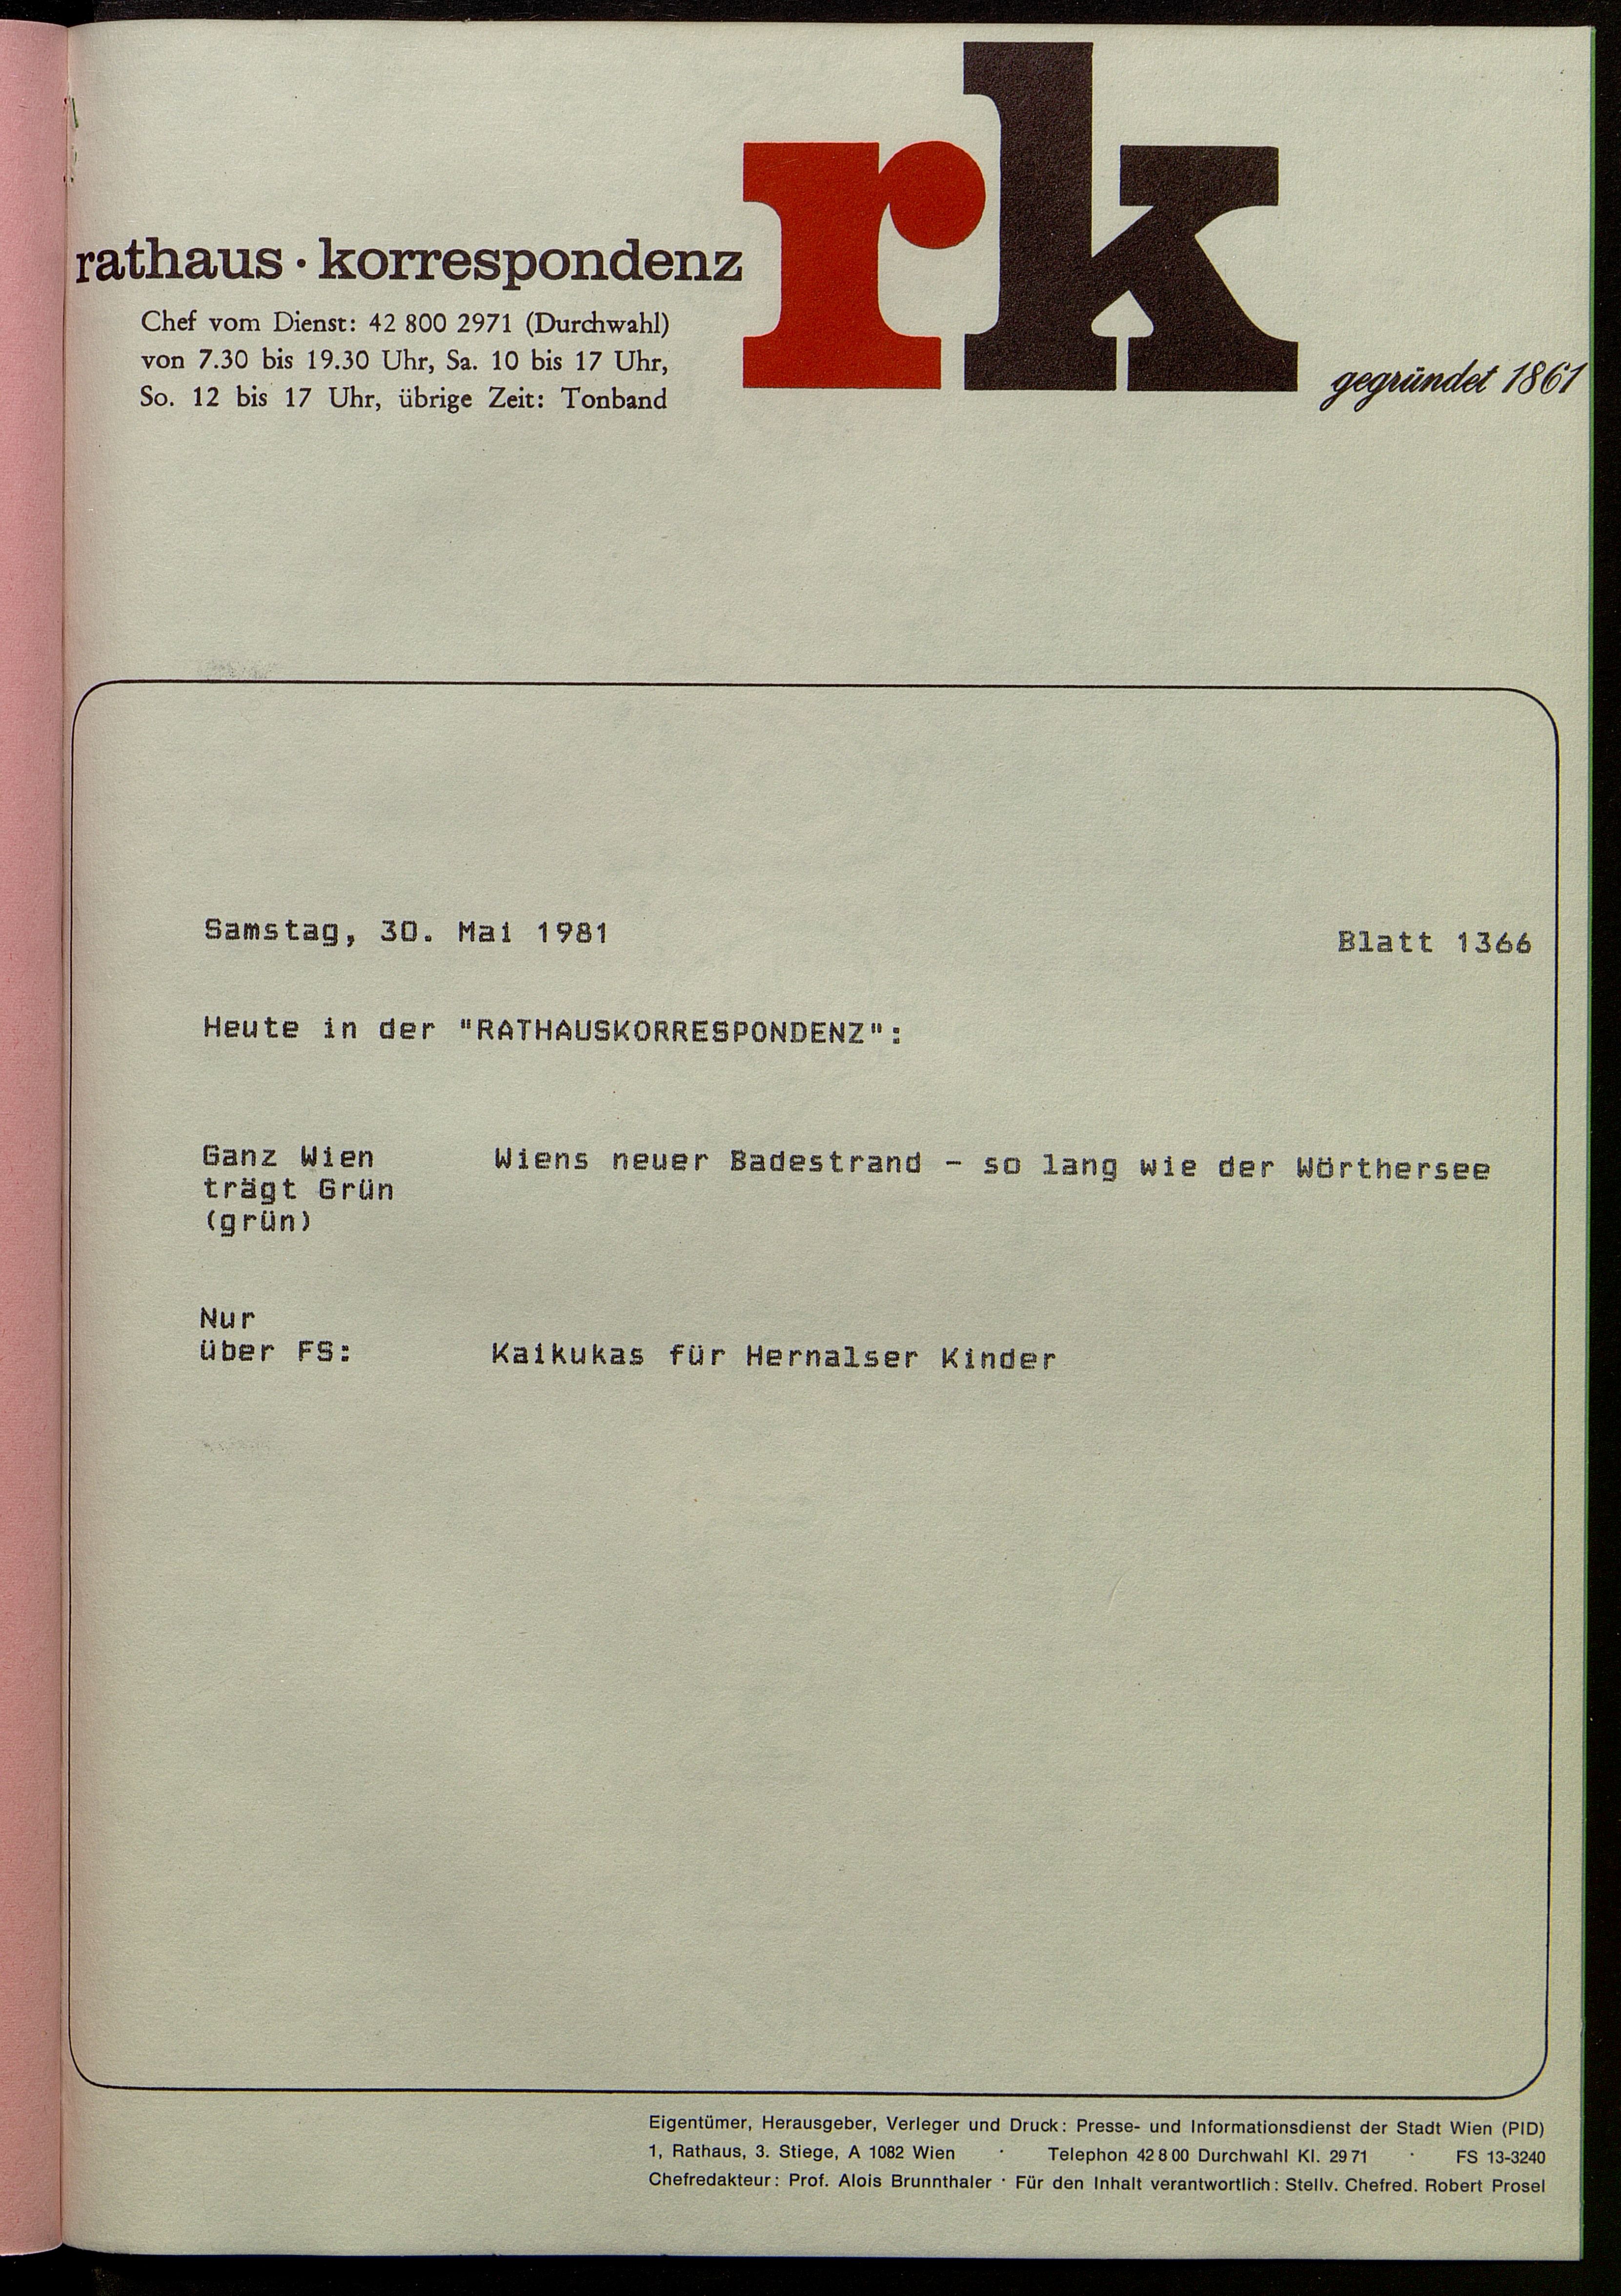 rk
rathaus · korrespondenz
Chef vom Dienst: 42 800 2971 (Durchwahl)
von 7.30 bis 19.30 Uhr, Sa. 10 bis 17 Uhr,
So. 12 bis 17 Uhr, übrige Zeit: Tonband
gegründet 1861
Samstag, 30. Mai 1981 Blatt 1366
Heute in der "RATHAUSKORRESPONDENZ":
Ganz Wien Wiens neuer Badestrand - so lang wie der Wörthersee
trägt Grün
(grün)
Nur
über FS: Kaikukas für Hernalser Kinder
Eigentümer, Herausgeber, Verleger und Druck: Presse- und Informationsdienst der Stadt Wien (PID)
1, Rathaus, 3. Stiege, A 1082 Wien · Telephon 42 8 00 Durchwahl Kl. 29 71 · FS 13-3240
Chefredakteur: Prof. Alois Brunnthaler · Für den Inhalt verantwortlich: Stellv. Chefred. Robert Prosel